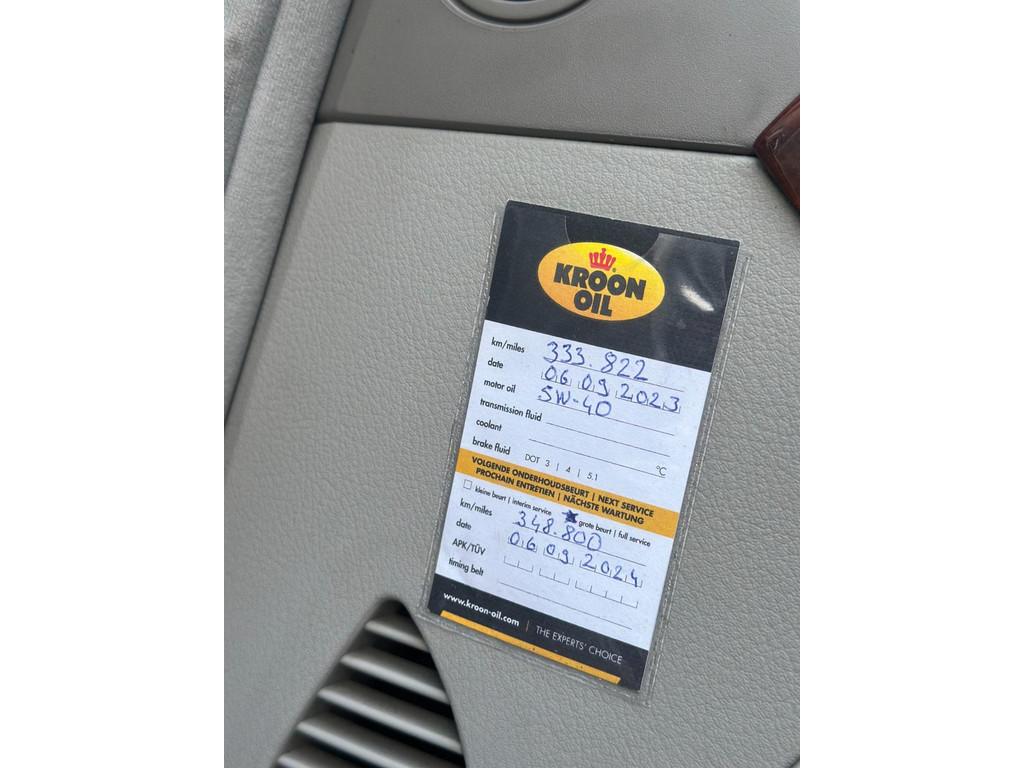 KROON
OIL
km/miles 333.822
date 06 09 2023
motor oil 5W-40
transmission fluid
coolant °C
brake fluid DOT 3 | 4 | 5.1
VOLGENDE ONDERHOUDSBEURT | NEXT SERVICE
PROCHAIN ENTRETIEN | NÄCHSTE WARTUNG
kleine beurt | interim service grote beurt | full service
km/miles 348.800
date 06 09 2024
APK/TÜV
timing belt
www.kroon-oil.com | THE EXPERTS' CHOICE